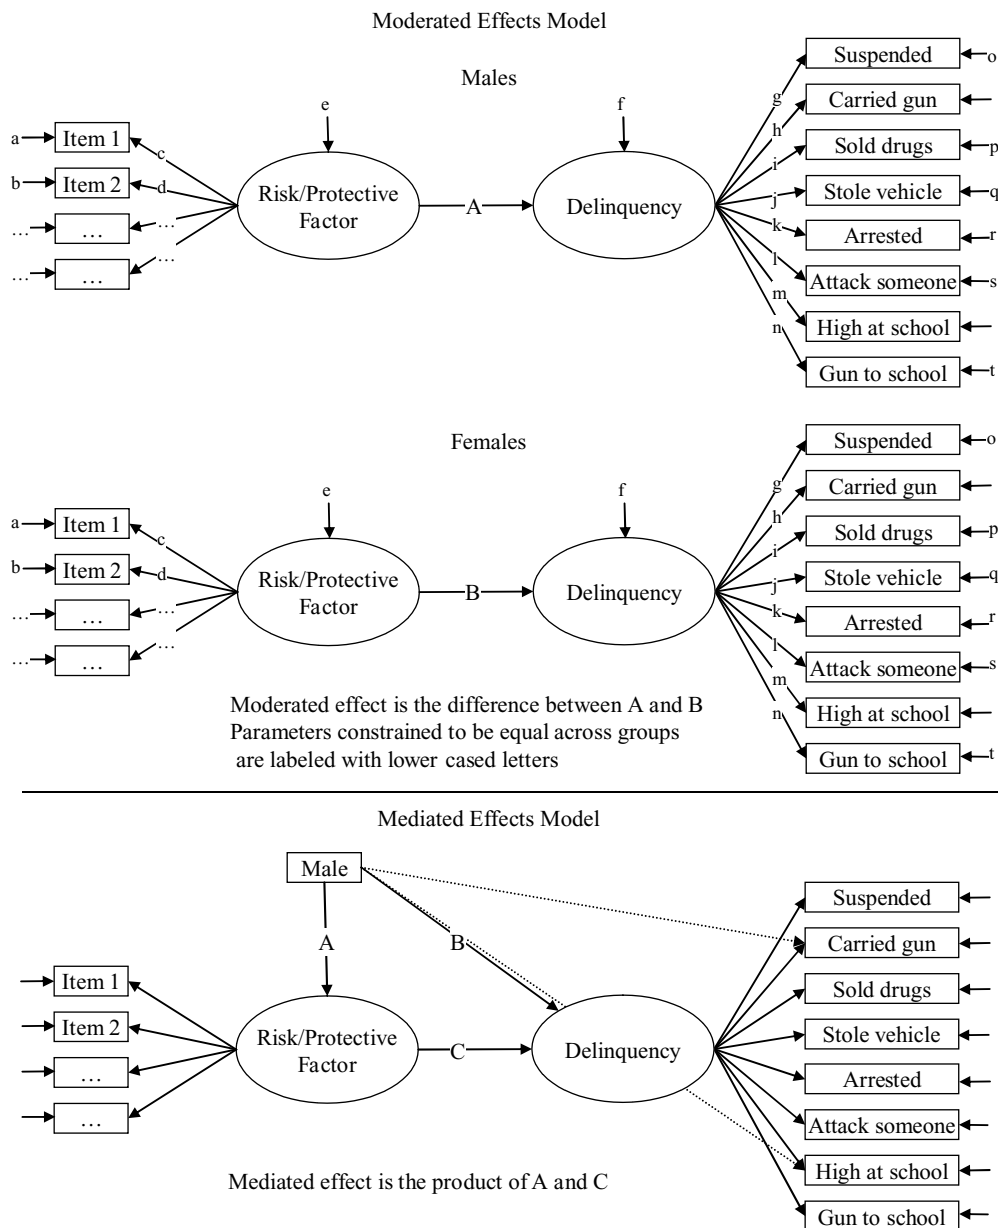 Moderated Effects Model
Males
e
f
a
Item 1
c
b
Item 2
d
…
…
…
…
…
…
Risk/Protective
Factor
A
Delinquency
g
h
i
j
k
l
m
n
Suspended
o
Carried gun
Sold drugs
p
Stole vehicle
q
Arrested
r
Attack someone
s
High at school
Gun to school
t
Females
e
f
a
Item 1
c
b
Item 2
d
…
…
…
…
…
…
Risk/Protective
Factor
B
Delinquency
g
h
i
j
k
l
m
n
Suspended
o
Carried gun
Sold drugs
p
Stole vehicle
q
Arrested
r
Attack someone
s
High at school
Gun to school
t
Moderated effect is the difference between A and B
Parameters constrained to be equal across groups
are labeled with lower cased letters
Mediated Effects Model
Male
A
B
Item 1
Item 2
…
…
Risk/Protective
Factor
C
Delinquency
Suspended
Carried gun
Sold drugs
Stole vehicle
Arrested
Attack someone
High at school
Gun to school
Mediated effect is the product of A and C